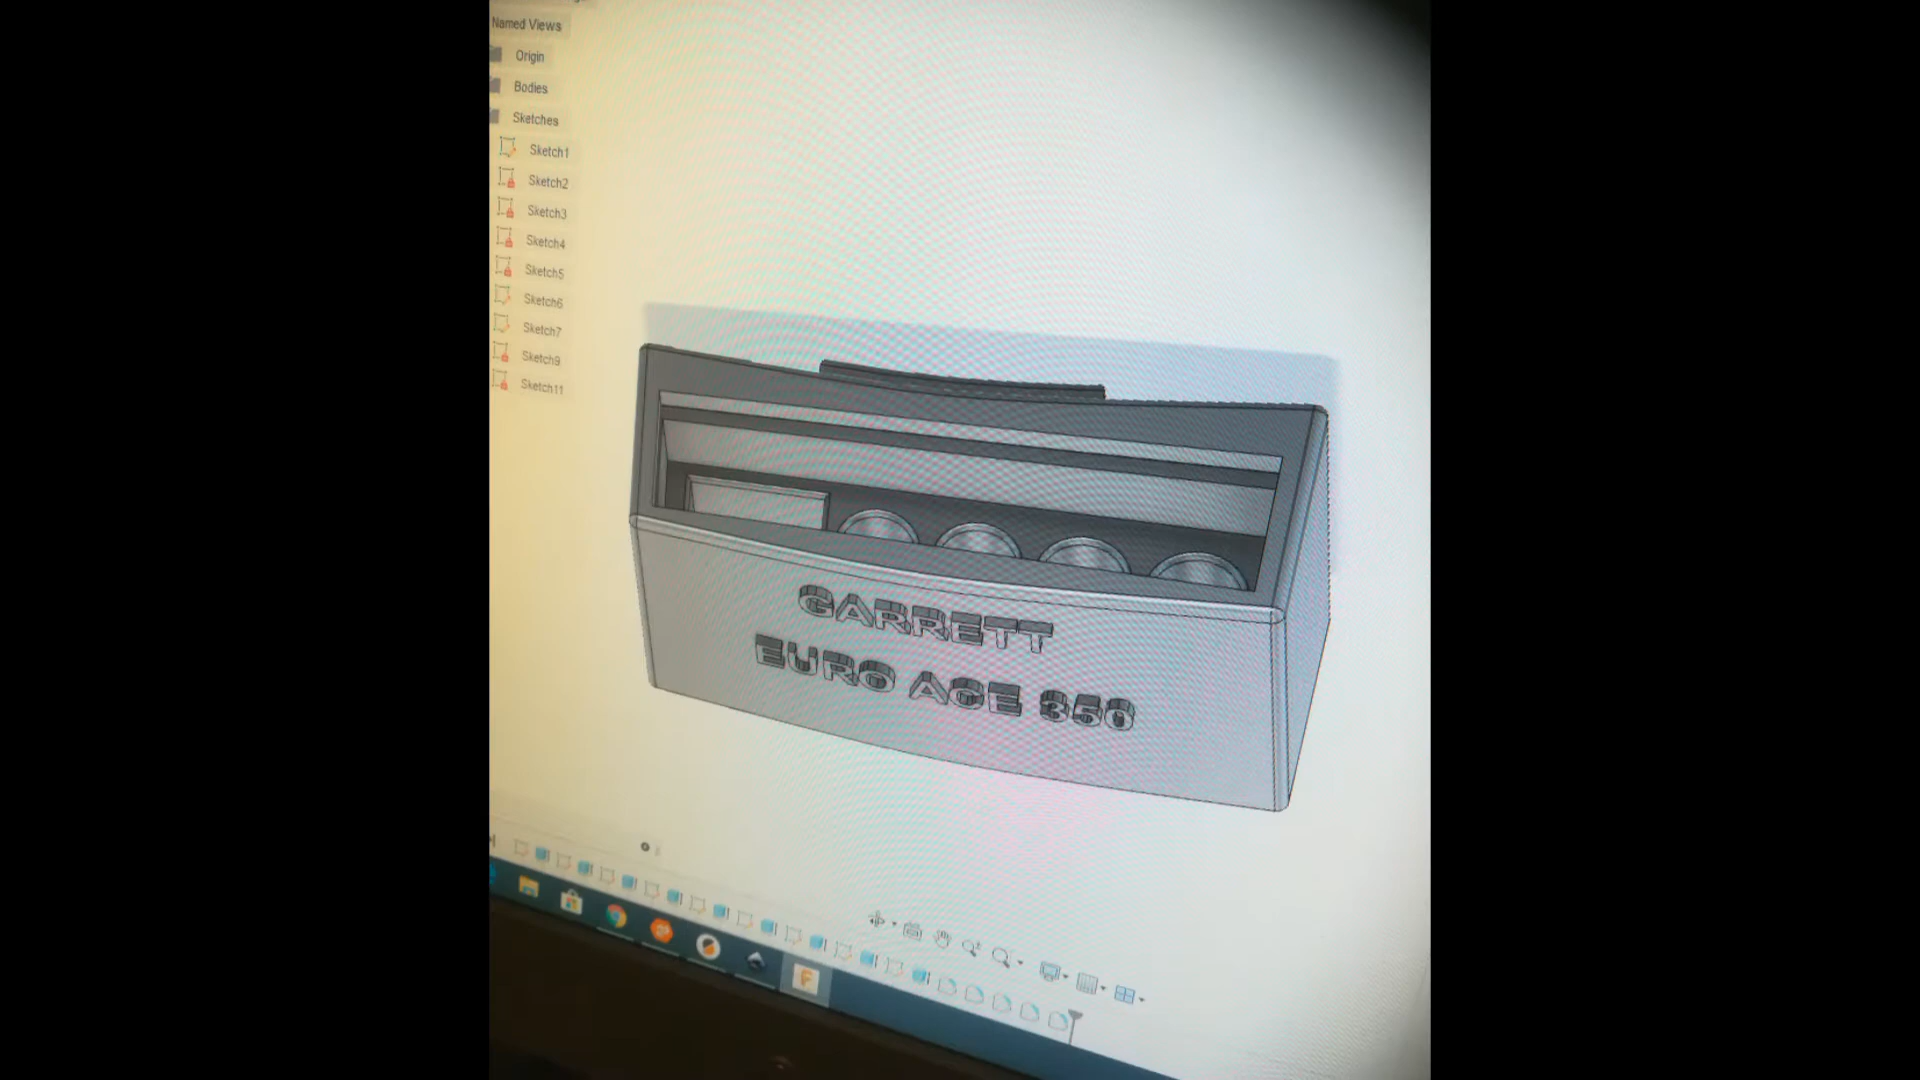 Named Views
Origin
Bodies
Sketches
Sketch1
Sketch2
Sketch3
Sketch4
Sketch5
Sketch6
Sketch7
Sketch9
Sketch11
GARRETT
EURO ACE 350